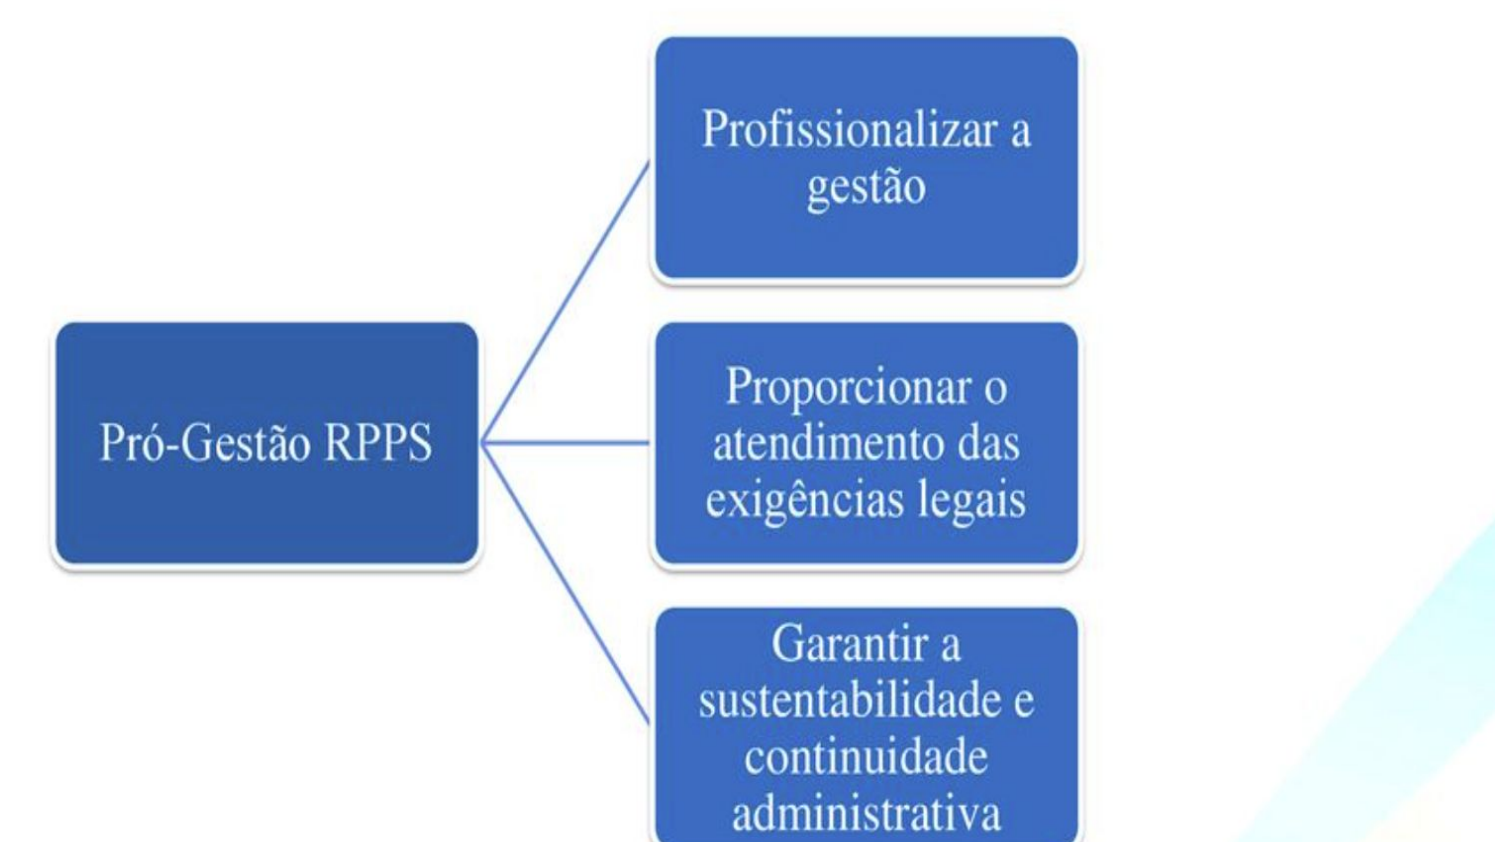 Profissionalizar a
gestão
Pró-Gestão RPPS
Proporcionar o
atendimento das
exigências legais
Garantir a
sustentabilidade e
continuidade
administrativa